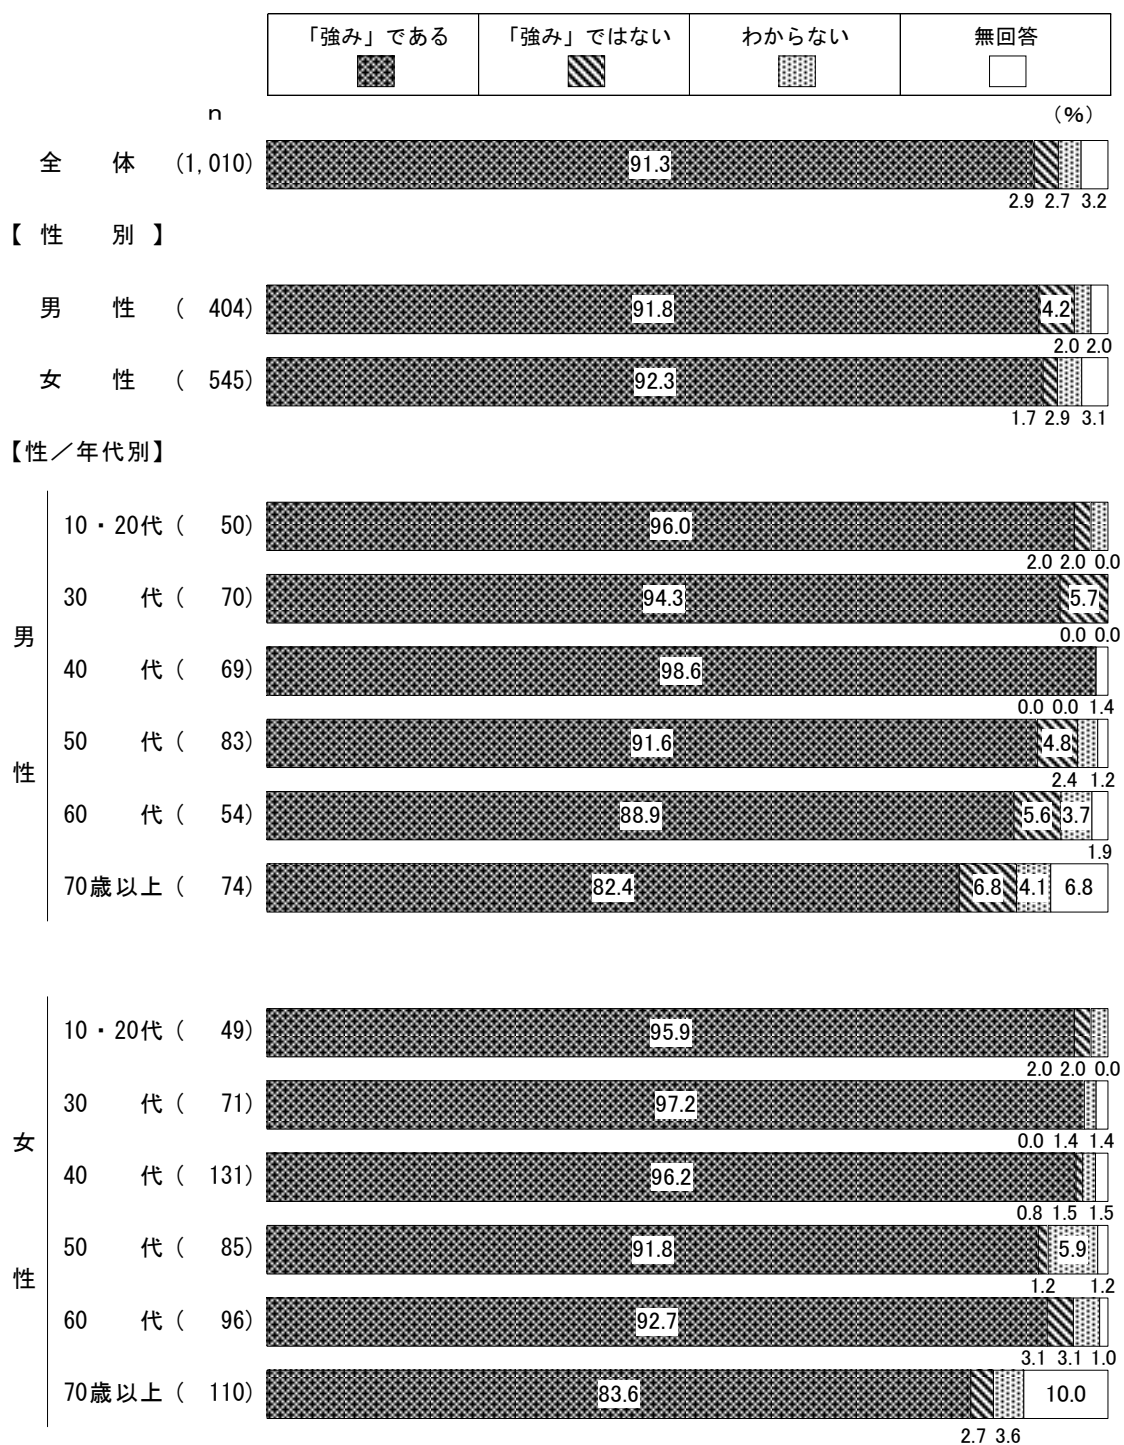 「強み」である 「強み」ではない わからない 無回答
n (%)
全 体 (1,010) 91.3
2.9 2.7 3.2
【 性 別 】
男 性 ( 404) 91.8 4.2
2.0 2.0
女 性 ( 545) 92.3
1.7 2.9 3.1
【性／年代別】
男
性
10・20代 ( 50) 96.0
2.0 2.0 0.0
30 代 ( 70) 94.3 5.7
0.0 0.0
40 代 ( 69) 98.6
0.0 0.0 1.4
50 代 ( 83) 91.6 4.8
2.4 1.2
60 代 ( 54) 88.9 5.6 3.7
1.9
70歳以上 ( 74) 82.4 6.8 4.1 6.8
女
性
10・20代 ( 49) 95.9
2.0 2.0 0.0
30 代 ( 71) 97.2
0.0 1.4 1.4
40 代 ( 131) 96.2
0.8 1.5 1.5
50 代 ( 85) 91.8 5.9
1.2 1.2
60 代 ( 96) 92.7
3.1 3.1 1.0
70歳以上 ( 110) 83.6 10.0
2.7 3.6